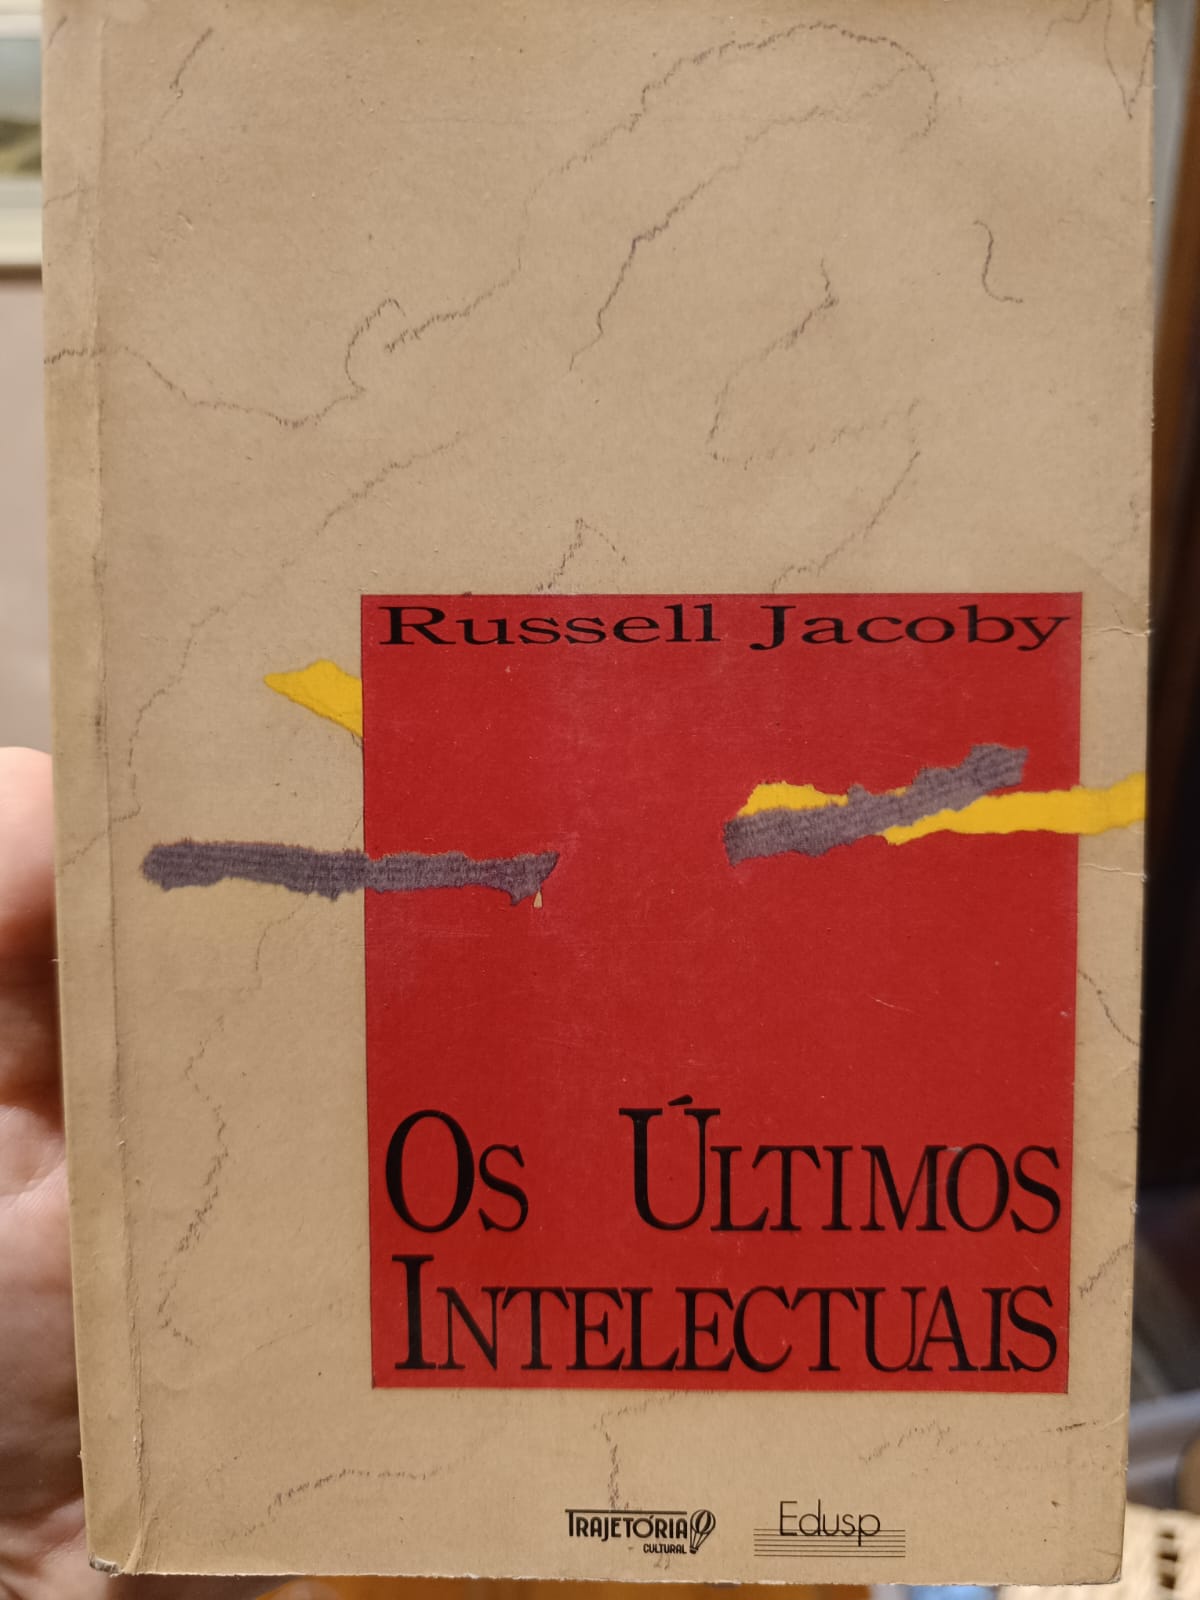 Russell Jacoby
Os Últimos
Intelectuais
Trajetória
Cultural
Edusp